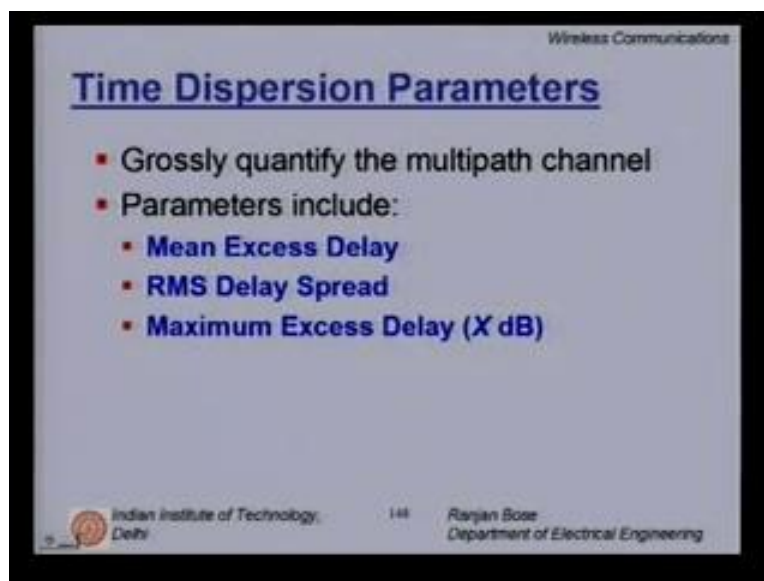 Wireless Communications
Time Dispersion Parameters
Grossly quantify the multipath channel
Parameters include:
Mean Excess Delay
RMS Delay Spread
Maximum Excess Delay (X dB)
Indian Institute of Technology,
Delhi
148
Ranjan Bose
Department of Electrical Engineering